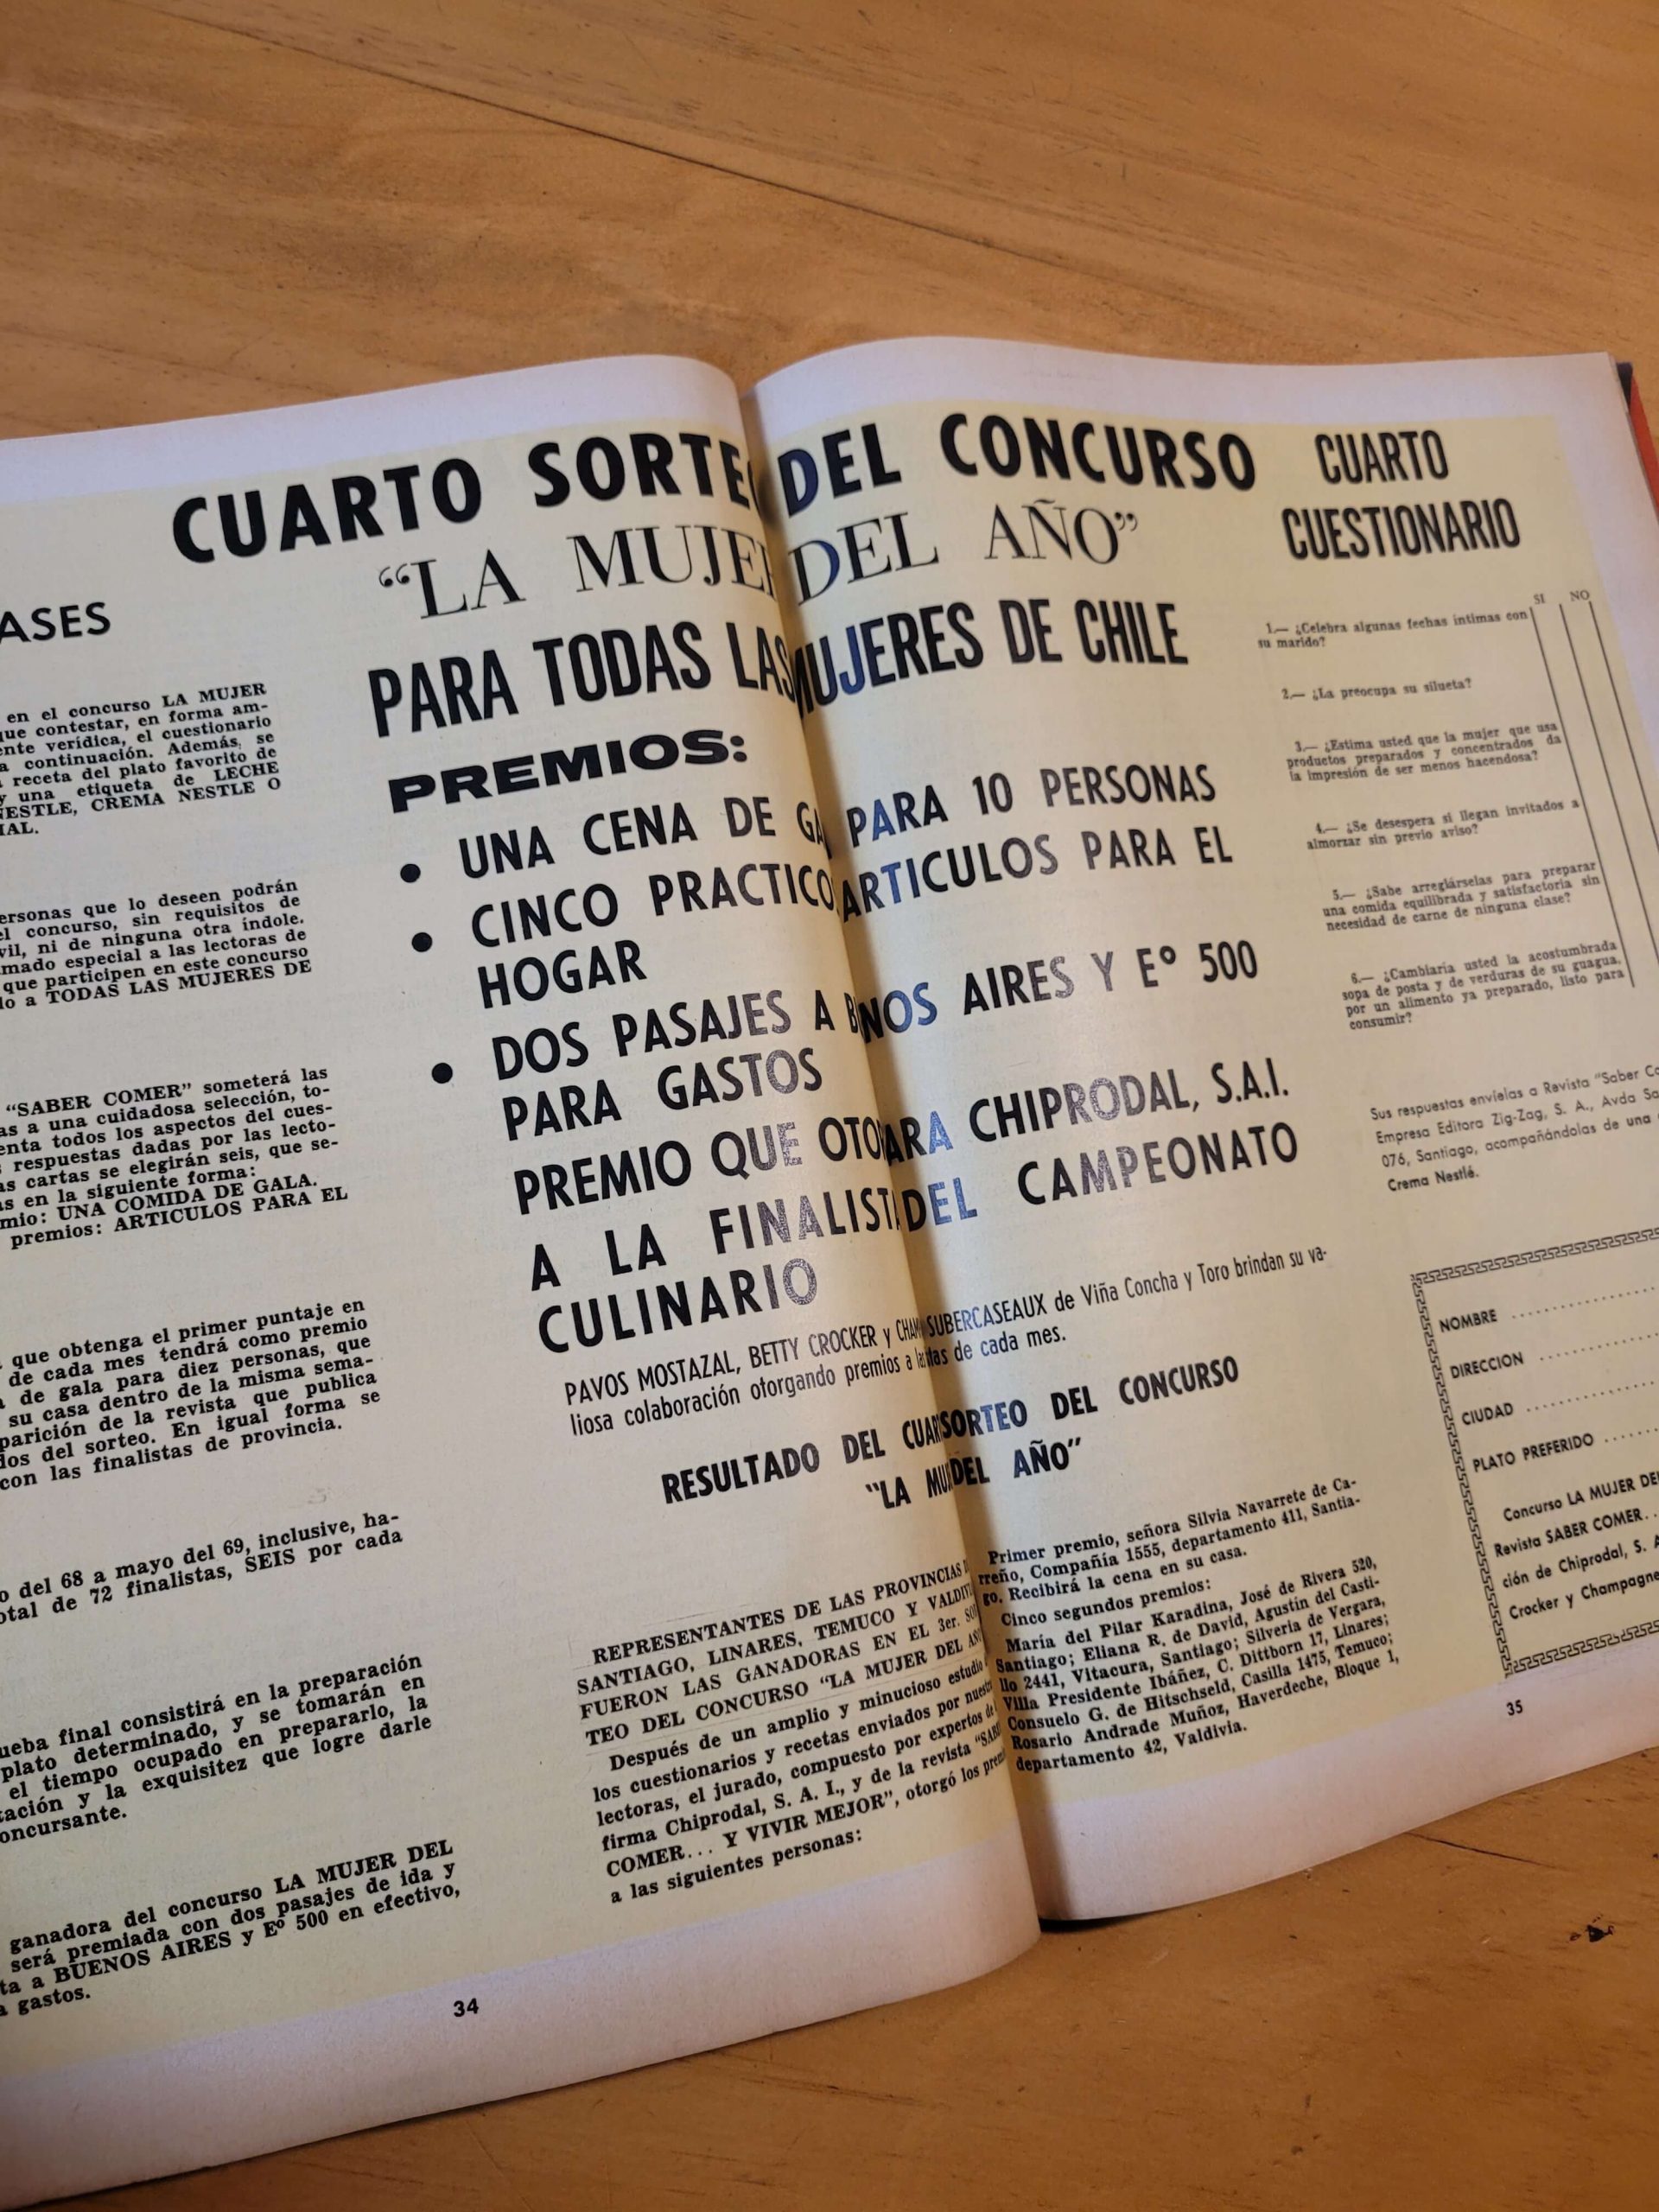 CUARTO SORTEO DEL CONCURSO
"LA MUJER DEL AÑO"
PARA TODAS LAS MUJERES DE CHILE
PREMIOS:
• UNA CENA DE GA PARA 10 PERSONAS
• CINCO PRACTICO ARTICULOS PARA EL
HOGAR
• DOS PASAJES A B NOS AIRES Y Eº 500
PARA GASTOS
PREMIO QUE OTO ARA CHIPRODAL, S.A.I.
A LA FINALIST DEL CAMPEONATO
CULINARIO
PAVOS MOSTAZAL, BETTY CROCKER y CHAM SUBERCASEAUX de Viña Concha y Toro brindan su va-
liosa colaboración otorgando premios a la das de cada mes.
RESULTADO DEL CUAR SORTEO DEL CONCURSO
"LA MU DEL AÑO"
ASES
en el concurso LA MUJER
que contestar, en forma am-
ente verídica, el cuestionario
a continuación. Además, se
receta del plato favorito de
y una etiqueta de LECHE
NESTLE, CREMA NESTLE O
IAL.
ersonas que lo deseen podrán
el concurso, sin requisitos de
vil, ni de ninguna otra índole.
mado especial a las lectoras de
que participen en este concurso
lo a TODAS LAS MUJERES DE
"SABER COMER" someterá las
as a una cuidadosa selección, to-
enta todos los aspectos del cues-
respuestas dadas por las lecto-
as cartas se elegirán seis, que se-
as en la siguiente forma:
mio: UNA COMIDA DE GALA.
premios: ARTICULOS PARA EL
que obtenga el primer puntaje en
de cada mes tendrá como premio
de gala para diez personas, que
su casa dentro de la misma sema-
parición de la revista que publica
dos del sorteo. En igual forma se
con las finalistas de provincia.
o del 68 a mayo del 69, inclusive, ha-
otal de 72 finalistas, SEIS por cada
ueba final consistirá en la preparación
plato determinado, y se tomarán en
el tiempo ocupado en prepararlo, la
tación y la exquisitez que logre darle
oncursante.
ganadora del concurso LA MUJER DEL
será premiada con dos pasajes de ida y
ta a BUENOS AIRES y Eº 500 en efectivo,
a gastos.
REPRESENTANTES DE LAS PROVINCIAS D
SANTIAGO, LINARES, TEMUCO Y VALDIV
FUERON LAS GANADORAS EN EL 3er. SOR
TEO DEL CONCURSO "LA MUJER DEL AÑO
Después de un amplio y minucioso estudio
los cuestionarios y recetas enviados por nuestr
lectoras, el jurado, compuesto por expertos de
firma Chiprodal, S. A. I., y de la revista "SAB
COMER... Y VIVIR MEJOR", otorgó los prem
a las siguientes personas:
34
Primer premio, señora Silvia Navarrete de Ca-
rreño, Compañía 1555, departamento 411, Santia-
go. Recibirá la cena en su casa.
Cinco segundos premios:
María del Pilar Karadina, José de Rivera 520,
Santiago; Eliana R. de David, Agustín del Casti-
llo 2441, Vitacura, Santiago; Silveria de Vergara,
Villa Presidente Ibáñez, C. Dittborn 17, Linares;
Consuelo G. de Hitschseld, Casilla 1475, Temuco;
Rosario Andrade Muñoz, Haverdeche, Bloque 1,
departamento 42, Valdivia.
CUARTO
CUESTIONARIO
SI NO
1.— ¿Celebra algunas fechas íntimas con
su marido?
2.— ¿La preocupa su silueta?
3.— ¿Estima usted que la mujer que usa
productos preparados y concentrados da
la impresión de ser menos hacendosa?
4.— ¿Se desespera si llegan invitados a
almorzar sin previo aviso?
5.— ¿Sabe arreglárselas para preparar
una comida equilibrada y satisfactoria sin
necesidad de carne de ninguna clase?
6.— ¿Cambiaría usted la acostumbrada
sopa de posta y de verduras de su guagua,
por un alimento ya preparado, listo para
consumir?
Sus respuestas envíelas a Revista "Saber Co
Empresa Editora Zig-Zag, S. A., Avda Sa
076, Santiago, acompañándolas de una
Crema Nestlé.
NOMBRE ..........
DIRECCION ..........
CIUDAD ..........
PLATO PREFERIDO ......
Concurso LA MUJER DEL
Revista SABER COMER..
ción de Chiprodal, S. A
Crocker y Champagne
35